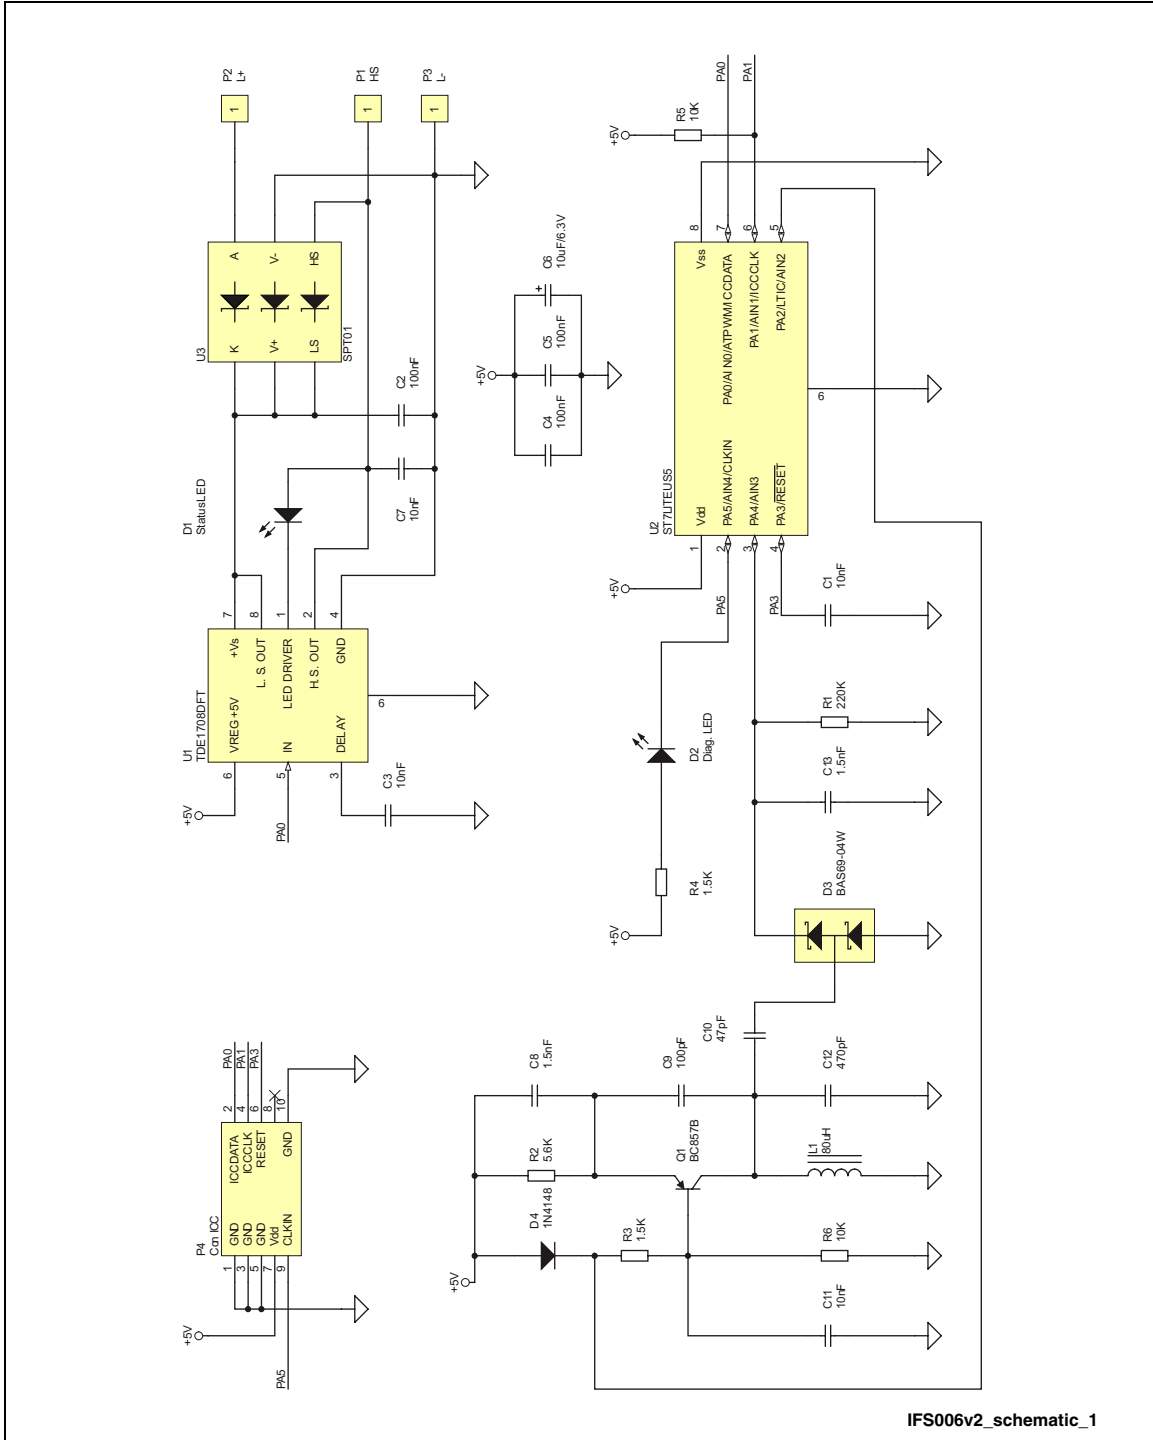 P2
L+
P1
HS
P3
L-
1
1
1
U3
A
V-
HS
K
V+
LS
SPT01
C2
100nF
C7
10nF
D1
StatusLED
7
8
1
2
4
+Vs
L. S. OUT
LED DRIVER
H.S. OUT
GND
VREG +5V
IN
DELAY
6
U1
TDE1708DFT
6
5
3
+5V
PA0
C3
10nF
+5V
C6
10uF/6.3V
+
C5
100nF
C4
100nF
PA0
PA1
+5V
R5
10K
8
7
6
5
Vss
PA0/AIN0/ATPWM/ICCDATA
PA1/AIN1/ICCCLK
PA2/LTIC/AIN2
6
Vdd
PA5/AIN4/CLKIN
PA4/AIN3
PA3/RESET
U2
ST7LITEUS5
1
2
3
4
+5V
PA5
PA3
C1
10nF
R1
220K
C13
1.5nF
D2
Diag. LED
R4
1.5K
+5V
D3
BAS69-04W
C10
47pF
P4
Con ICC
PA0
PA1
PA3
2
4
6
8
10
ICCDATA
ICCCLK
RESET
GND
GND
GND
GND
Vdd
CLKIN
1
3
5
7
9
+5V
PA5
C8
1.5nF
C9
100pF
C12
470pF
R2
5.6K
Q1
BC857B
L1
80uH
D4
1N4148
R3
1.5K
R6
10K
+5V
C11
10nF
IFS006v2_schematic_1